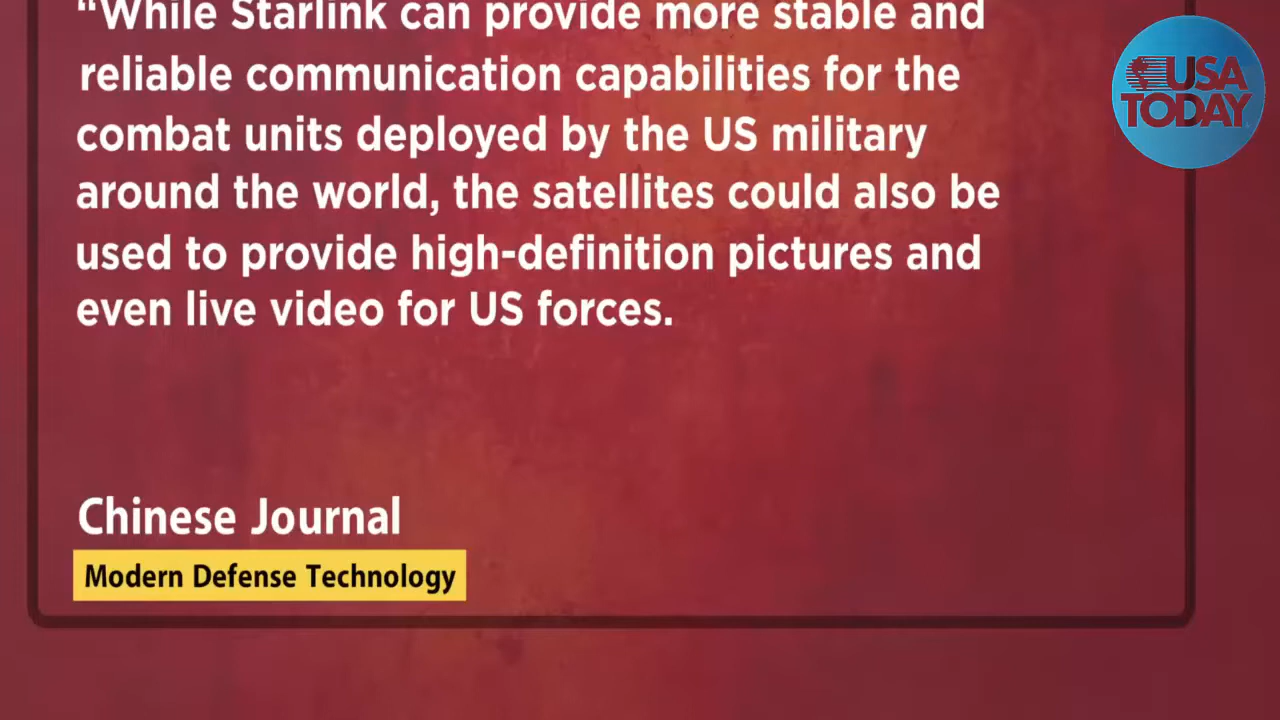 “While Starlink can provide more stable and
reliable communication capabilities for the
combat units deployed by the US military
around the world, the satellites could also be
used to provide high-definition pictures and
even live video for US forces.
Chinese Journal
Modern Defense Technology
USA
TODAY